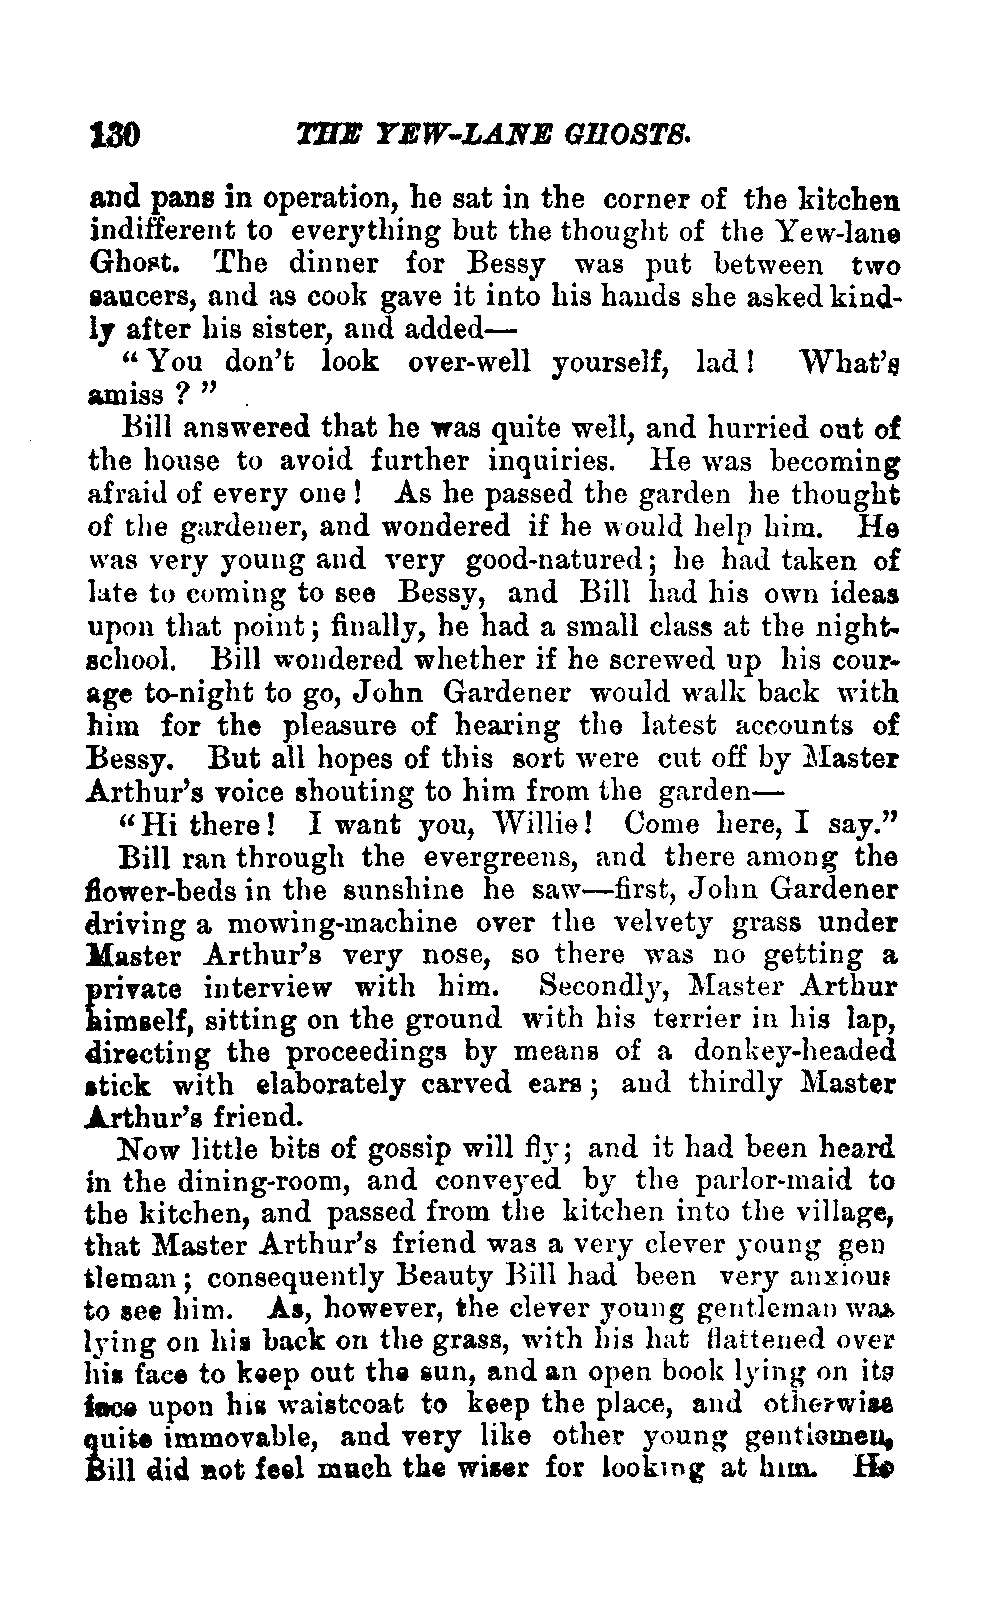 130 THE YEW-LANE GHOSTS.
and pans in operation, he sat in the corner of the kitchen
indifferent to everything but the thought of the Yew-lane
Ghost. The dinner for Bessy was put between two
saucers, and as cook gave it into his hands she asked kind-
ly after his sister, and added—
“You don’t look over-well yourself, lad! What’s
amiss?”
Bill answered that he was quite well, and hurried out of
the house to avoid further inquiries. He was becoming
afraid of every one! As he passed the garden he thought
of the gardener, and wondered if he would help him. He
was very young and very good-natured; he had taken of
late to coming to see Bessy, and Bill had his own ideas
upon that point; finally, he had a small class at the night-
school. Bill wondered whether if he screwed up his cour-
age to-night to go, John Gardener would walk back with
him for the pleasure of hearing the latest accounts of
Bessy. But all hopes of this sort were cut off by Master
Arthur’s voice shouting to him from the garden—
“Hi there! I want you, Willie! Come here, I say.”
Bill ran through the evergreens, and there among the
flower-beds in the sunshine he saw—first, John Gardener
driving a mowing-machine over the velvety grass under
Master Arthur’s very nose, so there was no getting a
private interview with him. Secondly, Master Arthur
himself, sitting on the ground with his terrier in his lap,
directing the proceedings by means of a donkey-headed
stick with elaborately carved ears; and thirdly Master
Arthur’s friend.
Now little bits of gossip will fly; and it had been heard
in the dining-room, and conveyed by the parlor-maid to
the kitchen, and passed from the kitchen into the village,
that Master Arthur’s friend was a very clever young gen
tleman; consequently Beauty Bill had been very anxious
to see him. As, however, the clever young gentleman was
lying on his back on the grass, with his hat flattened over
his face to keep out the sun, and an open book lying on its
face upon his waistcoat to keep the place, and otherwise
quite immovable, and very like other young gentlemen,
Bill did not feel much the wiser for looking at him. He